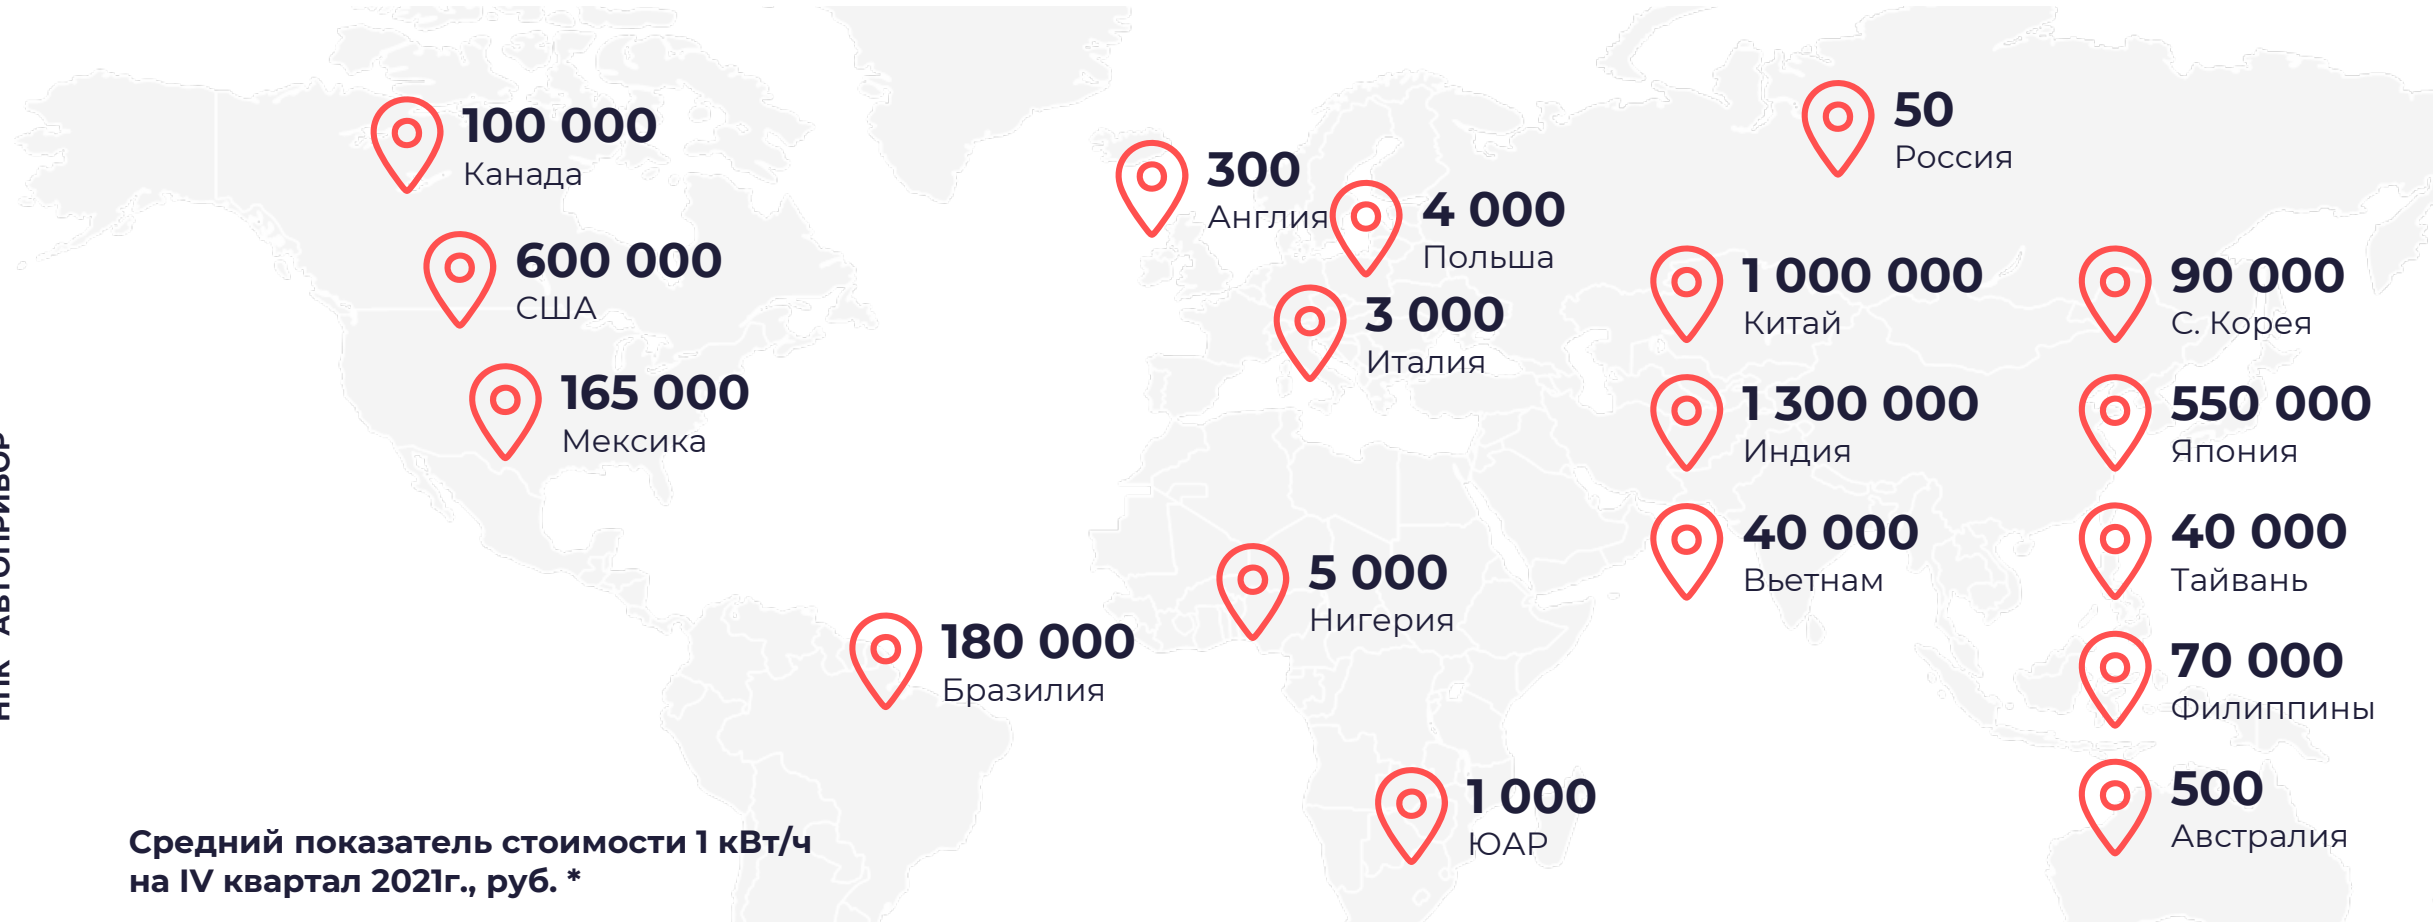 100 000
Канада
600 000
США
165 000
Мексика
180 000
Бразилия
300
Англия
4 000
Польша
3 000
Италия
5 000
Нигерия
1 000
ЮАР
50
Россия
1 000 000
Китай
1 300 000
Индия
40 000
Вьетнам
90 000
С. Корея
550 000
Япония
40 000
Тайвань
70 000
Филиппины
500
Австралия
Средний показатель стоимости 1 кВт/ч
на IV квартал 2021г., руб. *
НПК АВТОПРИБОР